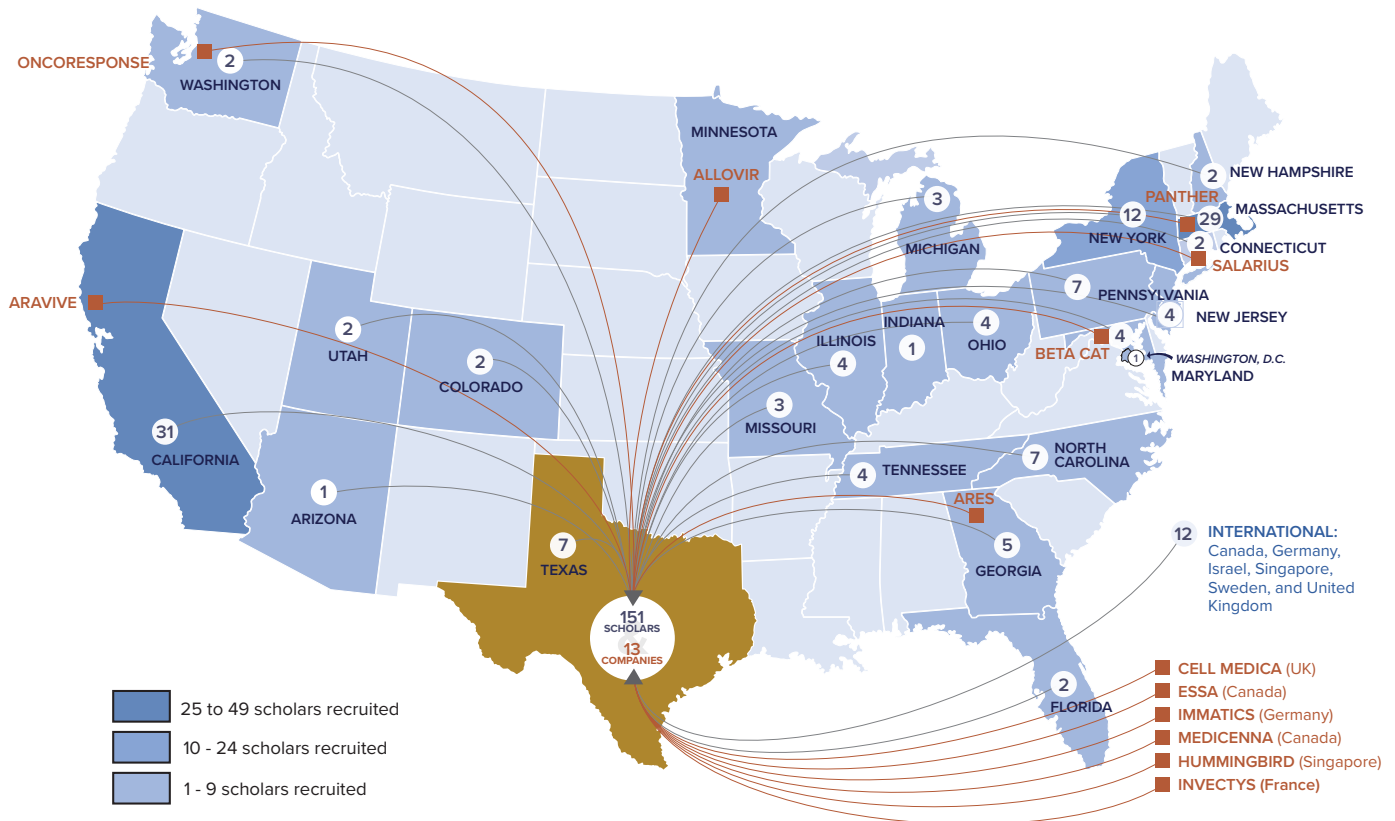 ONCORESPONSE
2
WASHINGTON
MINNESOTA
ALLOVIR
3
MICHIGAN
2
NEW HAMPSHIRE
PANTHER
12
29
MASSACHUSETTS
NEW YORK
2
CONNECTICUT
SALARIUS
ARAVIVE
7
PENNSYLVANIA
4
NEW JERSEY
2
UTAH
2
COLORADO
ILLINOIS
4
INDIANA
1
4
OHIO
BETA CAT
4
1
WASHINGTON, D.C.
MARYLAND
31
CALIFORNIA
3
MISSOURI
1
ARIZONA
4
TENNESSEE
7
NORTH
CAROLINA
ARES
5
GEORGIA
7
TEXAS
12
INTERNATIONAL:
Canada, Germany,
Israel, Singapore,
Sweden, and United
Kingdom
151
SCHOLARS
&
13
COMPANIES
2
FLORIDA
CELL MEDICA (UK)
ESSA (Canada)
IMMATICS (Germany)
MEDICENNA (Canada)
HUMMINGBIRD (Singapore)
INVECTYS (France)
25 to 49 scholars recruited
10 - 24 scholars recruited
1 - 9 scholars recruited